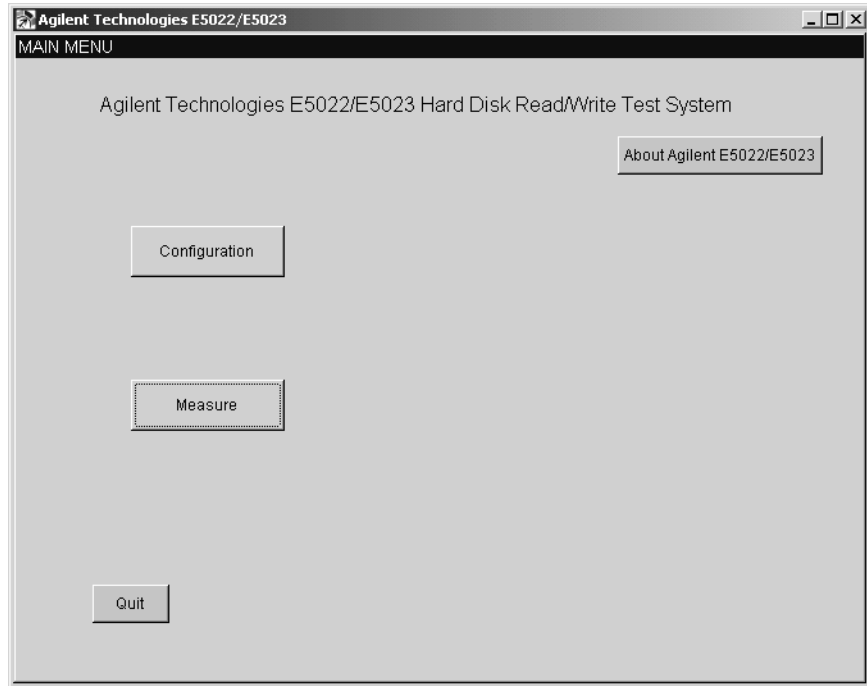 Agilent Technologies E5022/E5023
MAIN MENU
Agilent Technologies E5022/E5023 Hard Disk Read/Write Test System
About Agilent E5022/E5023
Configuration
Measure
Quit